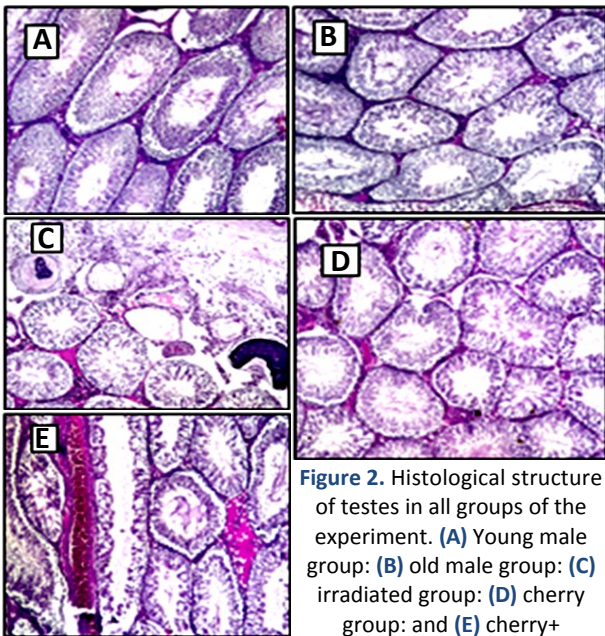 A
B
C
D
E
Figure 2. Histological structure
of testes in all groups of the
experiment. (A) Young male
group: (B) old male group: (C)
irradiated group: (D) cherry
group: and (E) cherry+